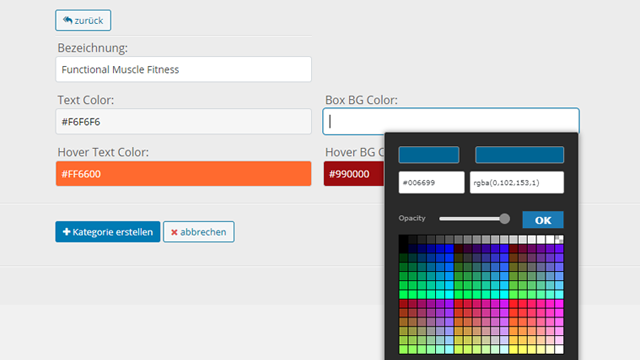 zurück
Bezeichnung:
Functional Muscle Fitness
Text Color:
Box BG Color:
#F6F6F6
Hover Text Color:
Hover BG C
#FF6600
#990000
#006699
rgba(0,102,153,1)
Opacity
OK
Kategorie erstellen
abbrechen